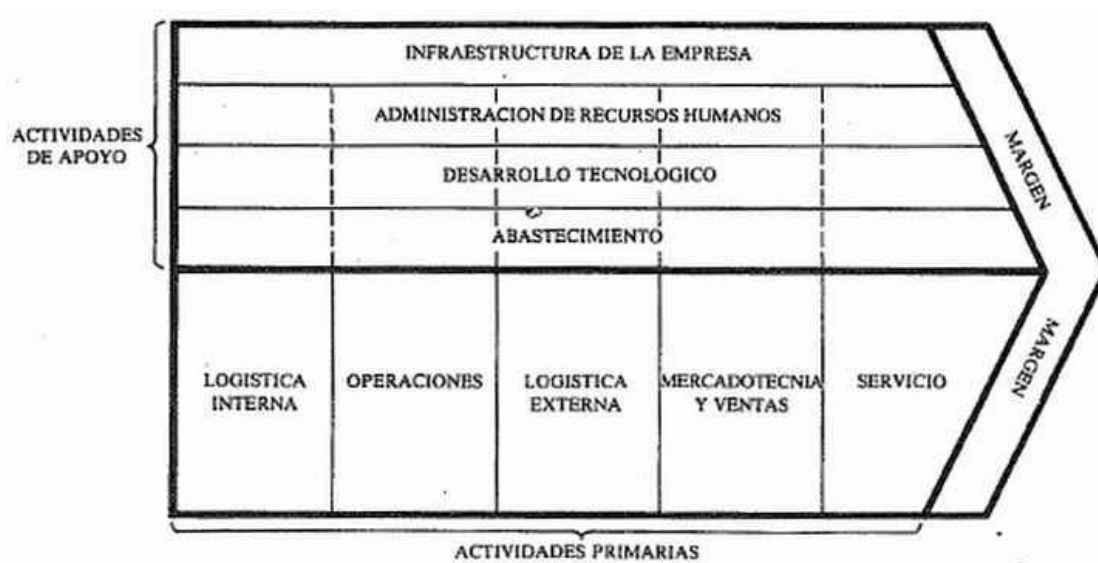 INFRAESTRUCTURA DE LA EMPRESA
ADMINISTRACION DE RECURSOS HUMANOS
ACTIVIDADES
DE APOYO
DESARROLLO TECNOLOGICO
ABASTECIMIENTO
MARGEN
LOGISTICA
INTERNA
OPERACIONES
LOGISTICA
EXTERNA
MERCADOTECNIA
Y VENTAS
SERVICIO
MARGEN
ACTIVIDADES PRIMARIAS